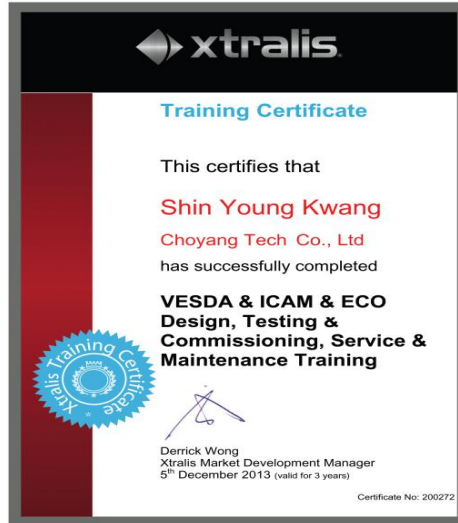 xtralis
Training Certificate
This certifies that
Shin Young Kwang
Choyang Tech Co., Ltd
has successfully completed
VESDA & ICAM & ECO
Design, Testing &
Commissioning, Service &
Maintenance Training
Xtralis Training Certificate
Derrick Wong
Xtralis Market Development Manager
5th December 2013 (valid for 3 years)
Certificate No: 200272